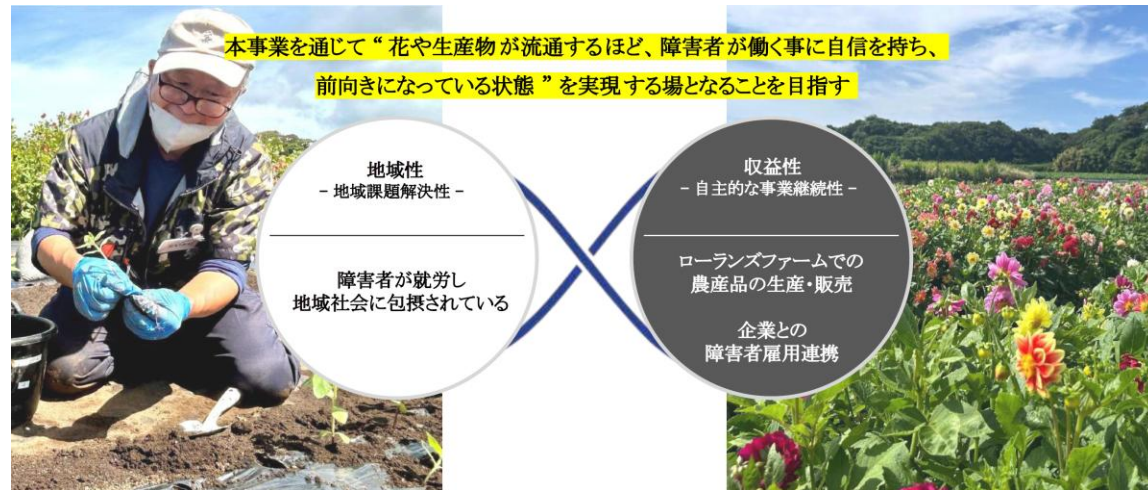 本事業を通じて“花や生産物が流通するほど、障害者が働く事に自信を持ち、
前向きになっている状態”を実現する場となることを目指す
地域性
- 地域課題解決性 -
障害者が就労し
地域社会に包摂されている
収益性
- 自主的な事業継続性 -
ローランズファームでの
農産品の生産・販売
企業との
障害者雇用連携